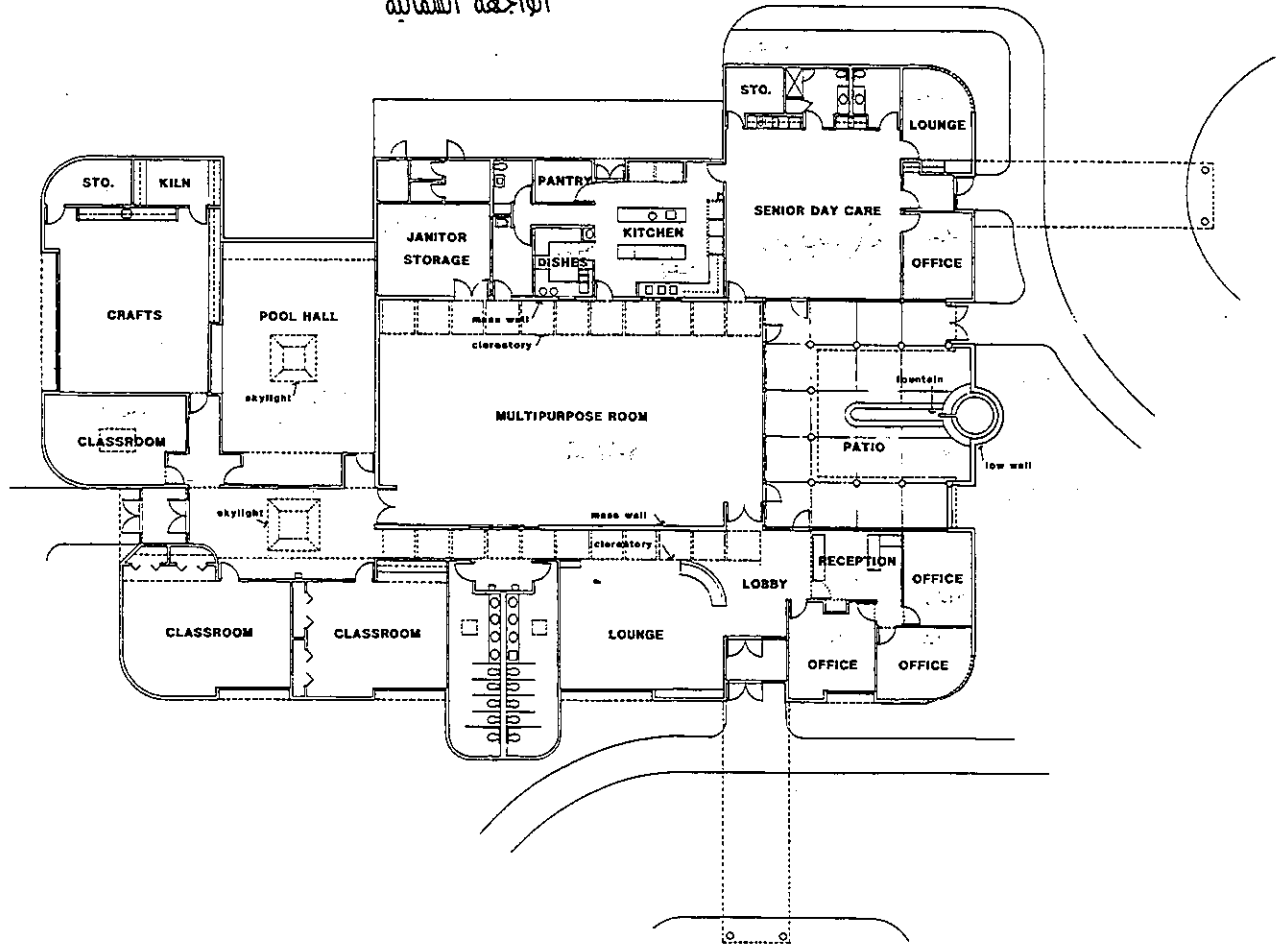 الواجهة الشمالية
STO.
LOUNGE
STO.
KILN
PANTRY
SENIOR DAY CARE
KITCHEN
JANITOR
STORAGE
DISHES
OFFICE
CRAFTS
POOL HALL
mass wall
clerestory
skylight
fountain
MULTIPURPOSE ROOM
CLASSROOM
PATIO
low wall
skylight
mass wall
clerestory
LOBBY
RECEPTION
OFFICE
CLASSROOM
CLASSROOM
LOUNGE
OFFICE
OFFICE